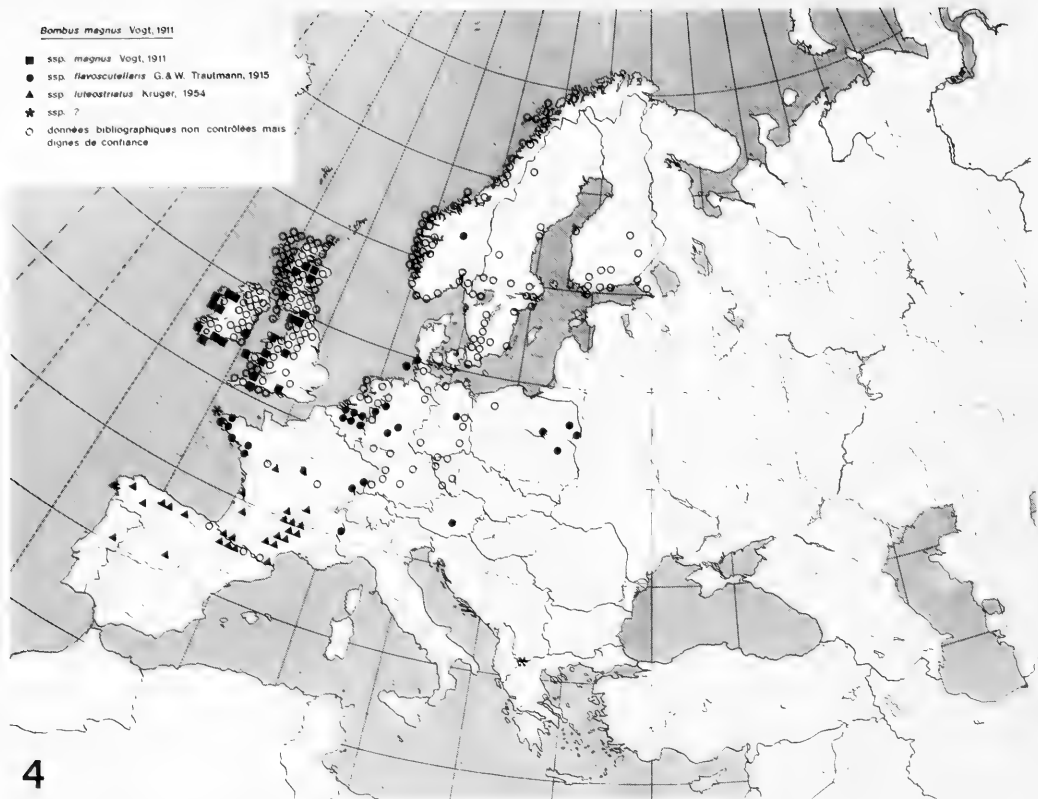 Bombus magnus Vogt, 1911
ssp. magnus Vogt, 1911
ssp. flavoscutellaris G. & W. Trautmann, 1915
ssp. luteostriatus Kruger, 1954
ssp. ?
données bibliographiques non contrôlées mais
dignes de confiance
4